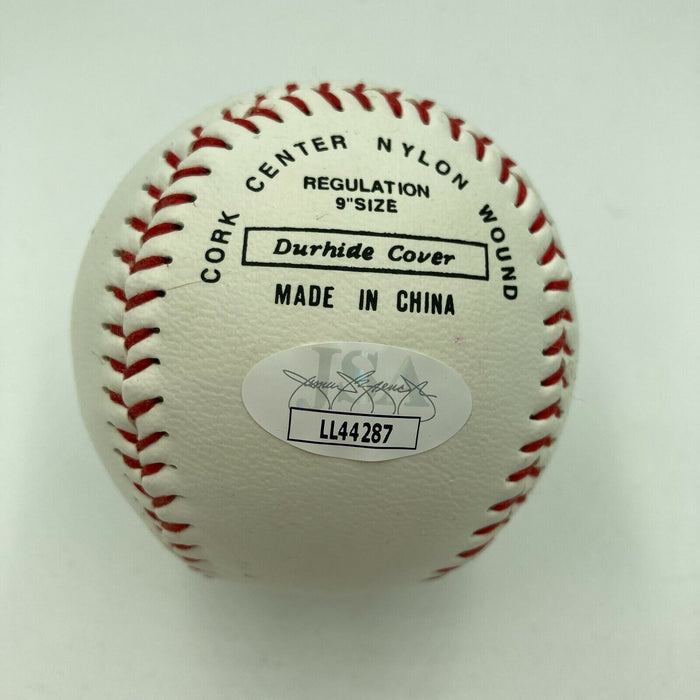 CORK CENTER NYLON WOUND
REGULATION
9"SIZE
Durhide Cover
MADE IN CHINA
JSA
LL44287